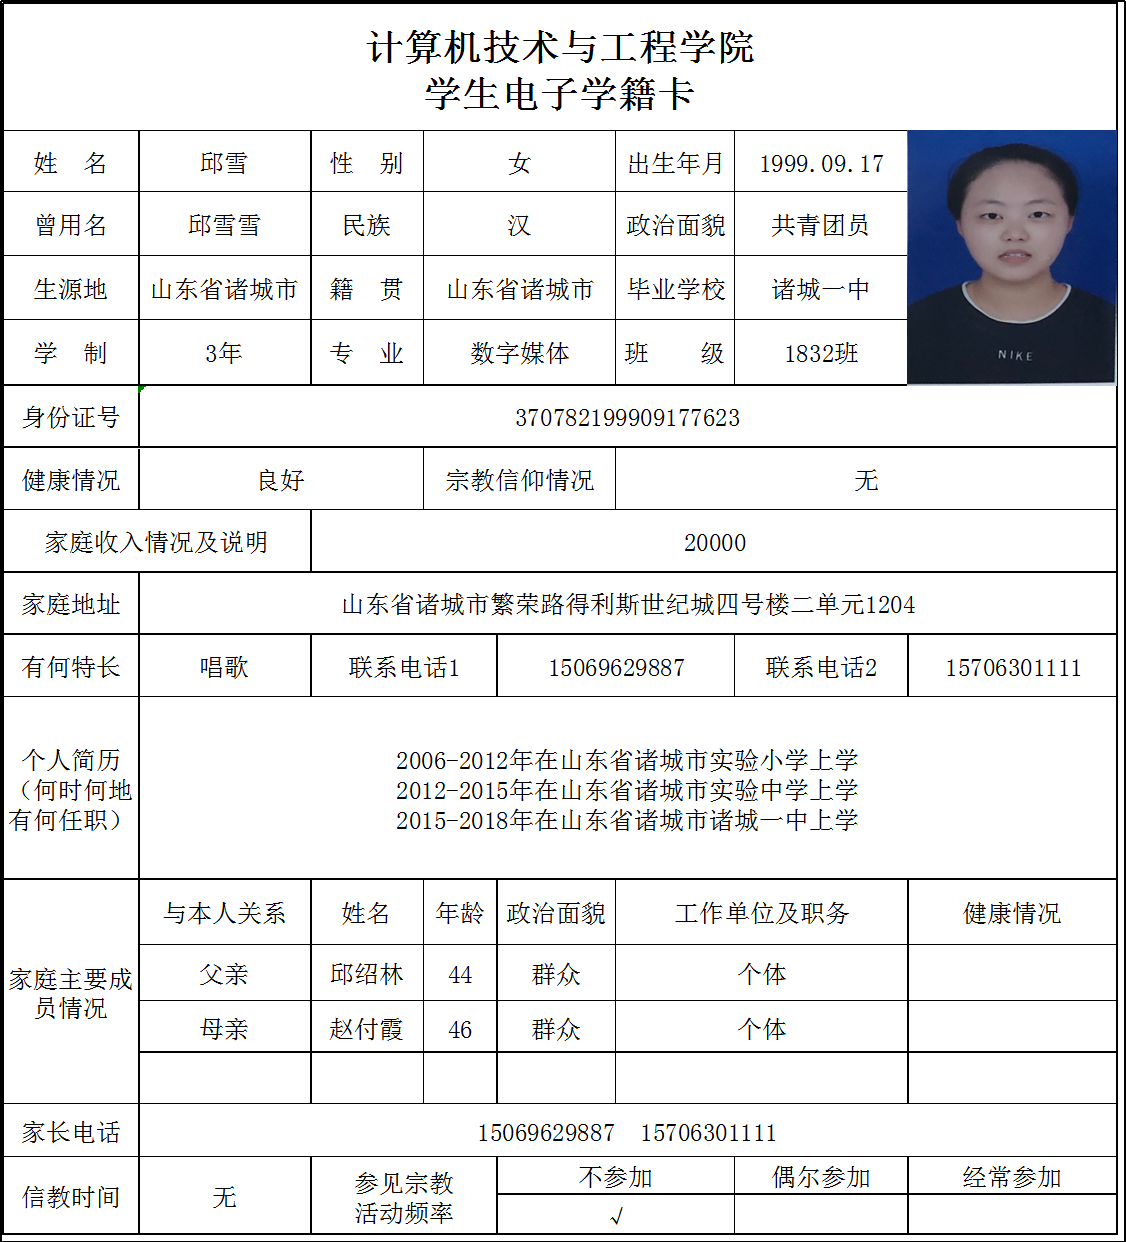 计算机技术与工程学院
学生电子学籍卡
姓 名 邱雪 性 别 女 出生年月 1999.09.17
曾用名 邱雪雪 民族 汉 政治面貌 共青团员
生源地 山东省诸城市 籍 贯 山东省诸城市 毕业学校 诸城一中
学 制 3年 专 业 数字媒体 班 级 1832班
NIKE
身份证号 370782199909177623
健康情况 良好 宗教信仰情况 无
家庭收入情况及说明 20000
家庭地址 山东省诸城市繁荣路得利斯世纪城四号楼二单元1204
有何特长 唱歌 联系电话1 15069629887 联系电话2 15706301111
个人简历
（何时何地
有何任职）
2006-2012年在山东省诸城市实验小学上学
2012-2015年在山东省诸城市实验中学上学
2015-2018年在山东省诸城市诸城一中上学
家庭主要成
员情况
与本人关系 姓名 年龄 政治面貌 工作单位及职务 健康情况
父亲 邱绍林 44 群众 个体
母亲 赵付霞 46 群众 个体
家长电话 15069629887 15706301111
信教时间 无
参见宗教
活动频率
不参加 偶尔参加 经常参加
√